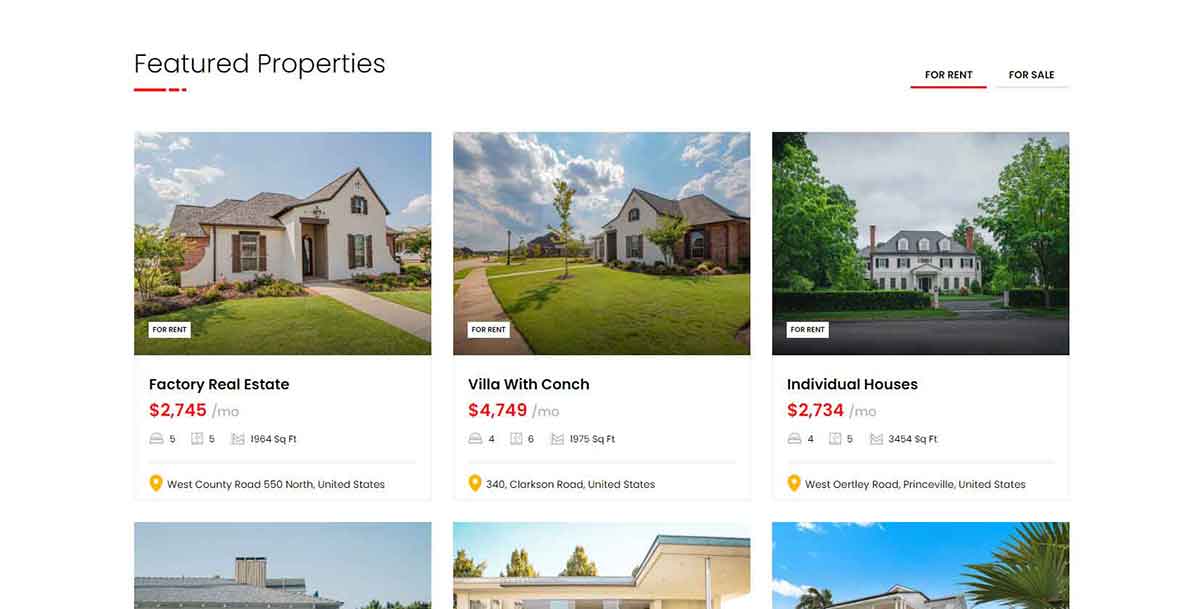 Featured Properties
FOR RENT
FOR SALE
FOR RENT
FOR RENT
FOR RENT
Factory Real Estate
$2,745 /mo
5 5 1964 Sq Ft
West County Road 550 North, United States
Villa With Conch
$4,749 /mo
4 6 1975 Sq Ft
340, Clarkson Road, United States
Individual Houses
$2,734 /mo
4 5 3454 Sq Ft
West Oertley Road, Princeville, United States